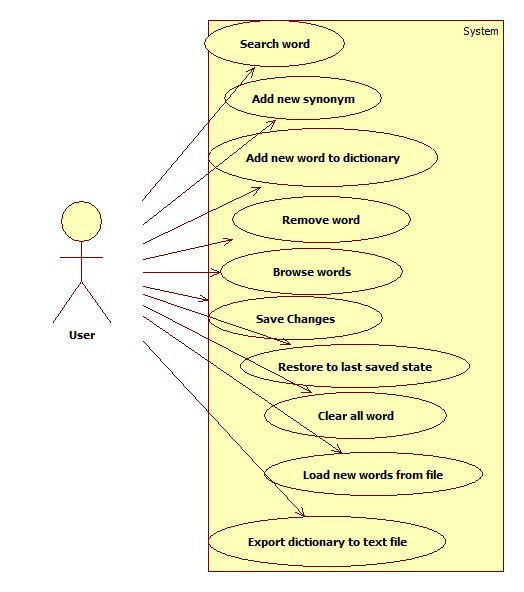 System
Search word
Add new synonym
Add new word to dictionary
Remove word
Browse words
Save Changes
User
Restore to last saved state
Clear all word
Load new words from file
Export dictionary to text file